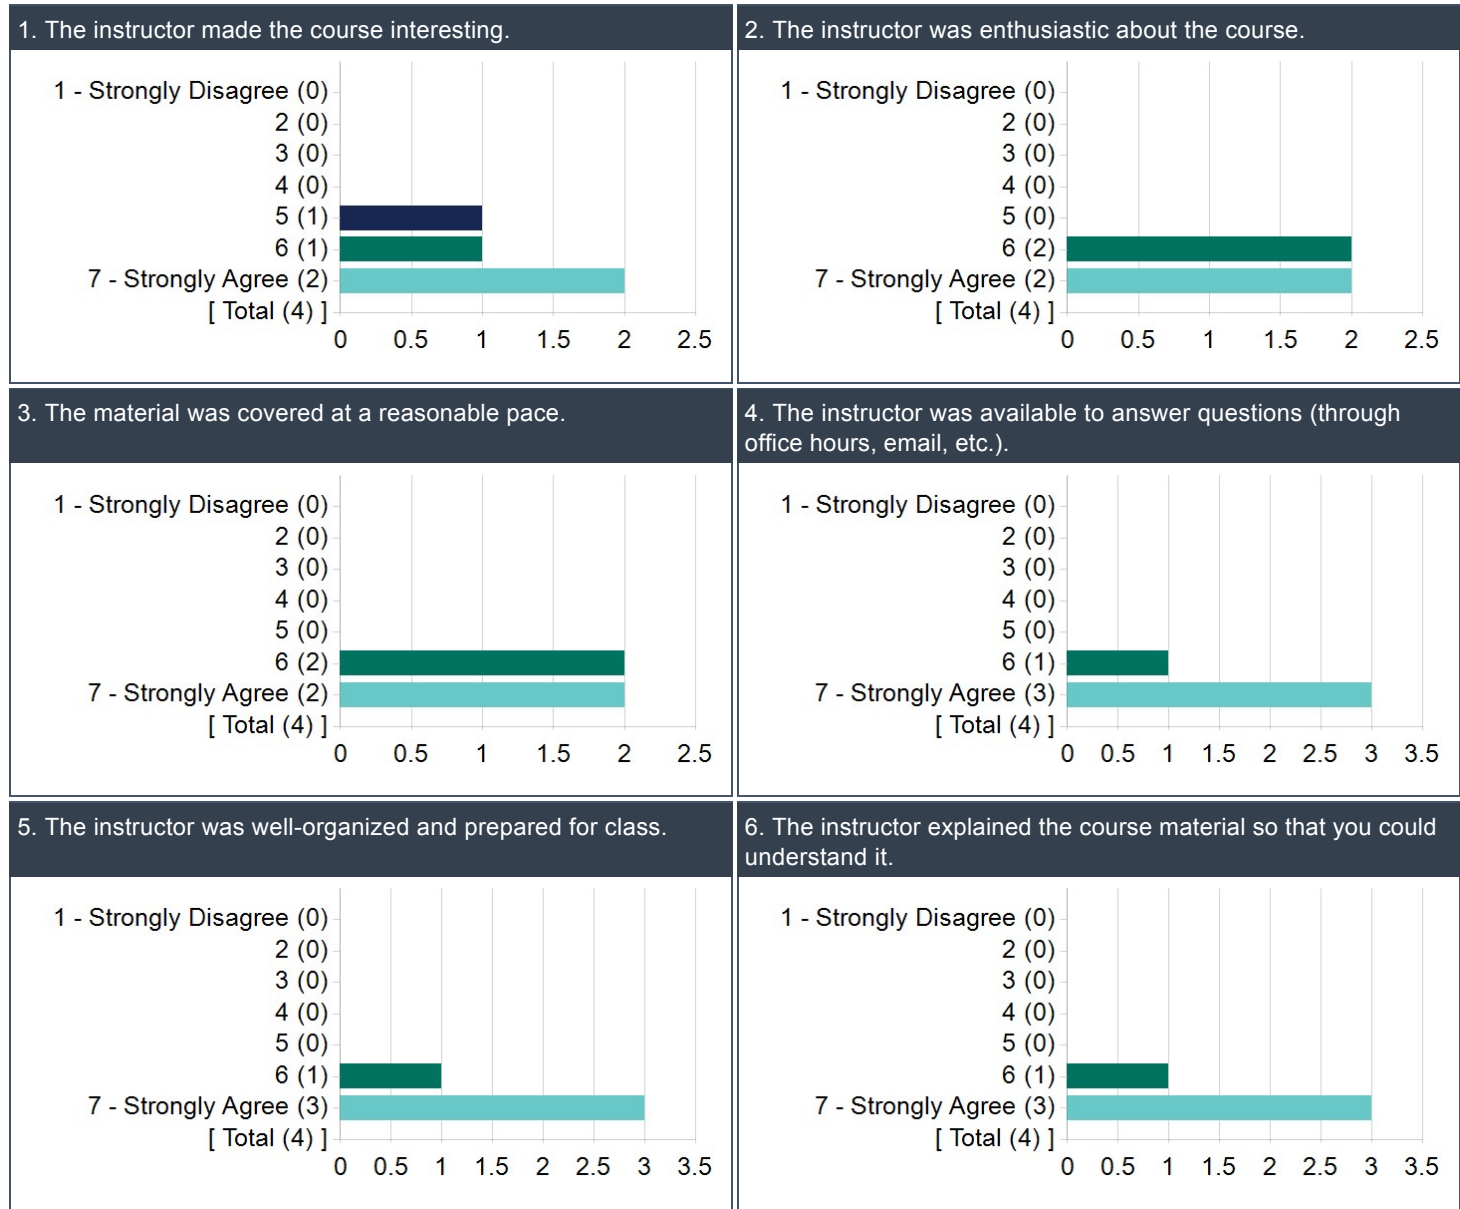 1. The instructor made the course interesting.
1 - Strongly Disagree (0)
2 (0)
3 (0)
4 (0)
5 (1)
6 (1)
7 - Strongly Agree (2)
[ Total (4) ]
0 0.5 1 1.5 2 2.5
2. The instructor was enthusiastic about the course.
1 - Strongly Disagree (0)
2 (0)
3 (0)
4 (0)
5 (0)
6 (2)
7 - Strongly Agree (2)
[ Total (4) ]
0 0.5 1 1.5 2 2.5
3. The material was covered at a reasonable pace.
1 - Strongly Disagree (0)
2 (0)
3 (0)
4 (0)
5 (0)
6 (2)
7 - Strongly Agree (2)
[ Total (4) ]
0 0.5 1 1.5 2 2.5
4. The instructor was available to answer questions (through
office hours, email, etc.).
1 - Strongly Disagree (0)
2 (0)
3 (0)
4 (0)
5 (0)
6 (1)
7 - Strongly Agree (3)
[ Total (4) ]
0 0.5 1 1.5 2 2.5 3 3.5
5. The instructor was well-organized and prepared for class.
1 - Strongly Disagree (0)
2 (0)
3 (0)
4 (0)
5 (0)
6 (1)
7 - Strongly Agree (3)
[ Total (4) ]
0 0.5 1 1.5 2 2.5 3 3.5
6. The instructor explained the course material so that you could
understand it.
1 - Strongly Disagree (0)
2 (0)
3 (0)
4 (0)
5 (0)
6 (1)
7 - Strongly Agree (3)
[ Total (4) ]
0 0.5 1 1.5 2 2.5 3 3.5